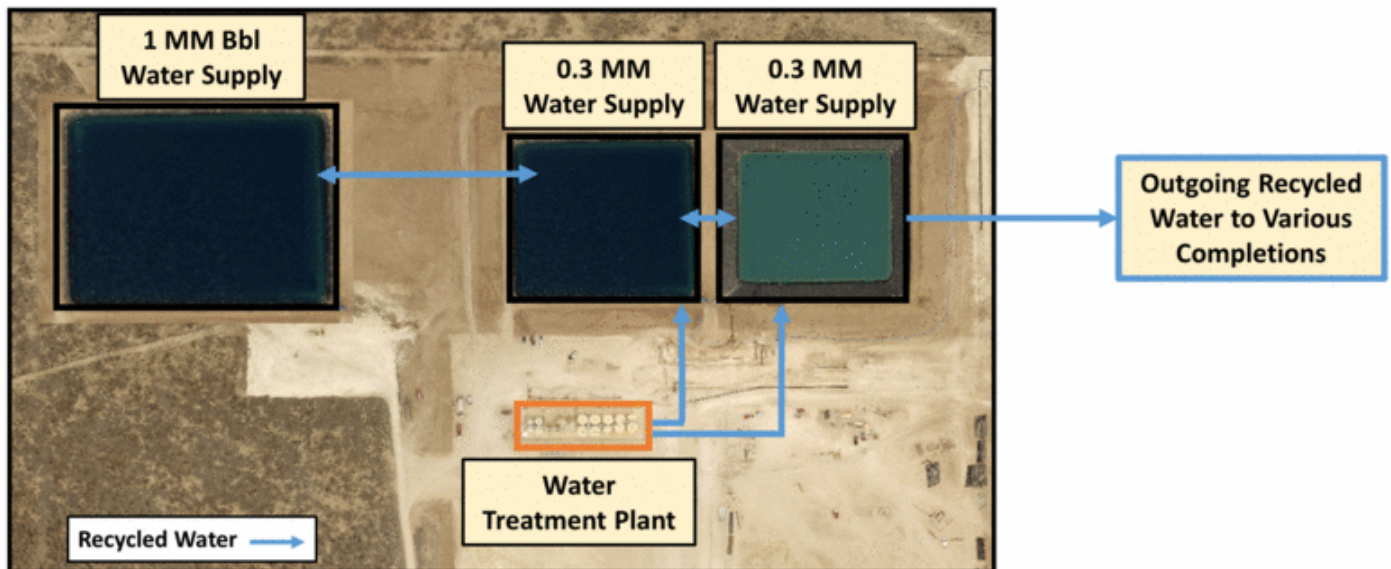 1 MM Bbl
Water Supply
0.3 MM
Water Supply
0.3 MM
Water Supply
Outgoing Recycled
Water to Various
Completions
Water
Treatment Plant
Recycled Water